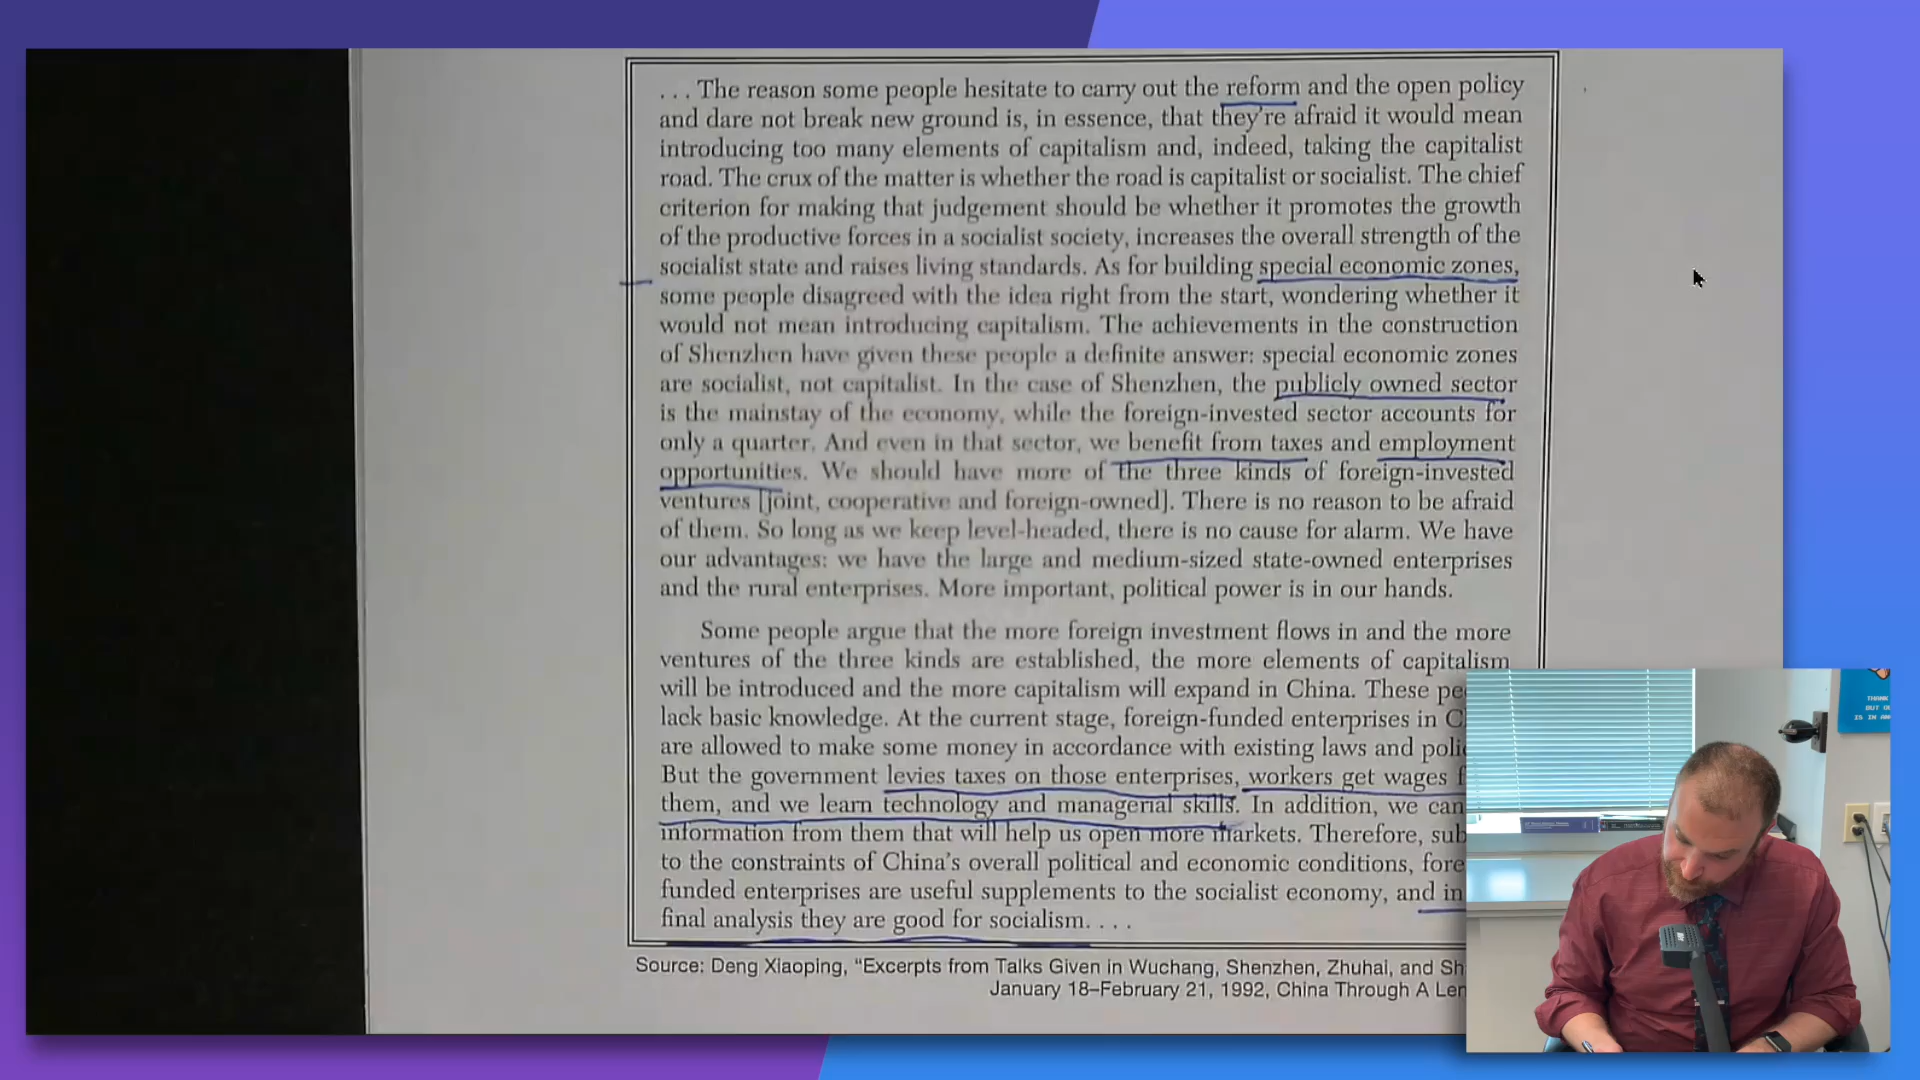 . . . The reason some people hesitate to carry out the reform and the open policy
and dare not break new ground is, in essence, that they're afraid it would mean
introducing too many elements of capitalism and, indeed, taking the capitalist
road. The crux of the matter is whether the road is capitalist or socialist. The chief
criterion for making that judgement should be whether it promotes the growth
of the productive forces in a socialist society, increases the overall strength of the
socialist state and raises living standards. As for building special economic zones,
some people disagreed with the idea right from the start, wondering whether it
would not mean introducing capitalism. The achievements in the construction
of Shenzhen have given these people a definite answer: special economic zones
are socialist, not capitalist. In the case of Shenzhen, the publicly owned sector
is the mainstay of the economy, while the foreign-invested sector accounts for
only a quarter. And even in that sector, we benefit from taxes and employment
opportunities. We should have more of the three kinds of foreign-invested
ventures [joint, cooperative and foreign-owned]. There is no reason to be afraid
of them. So long as we keep level-headed, there is no cause for alarm. We have
our advantages: we have the large and medium-sized state-owned enterprises
and the rural enterprises. More important, political power is in our hands.
Some people argue that the more foreign investment flows in and the more
ventures of the three kinds are established, the more elements of capitalism
will be introduced and the more capitalism will expand in China. These
lack basic knowledge. At the current stage, foreign-funded enterprises in
are allowed to make some money in accordance with existing laws and
But the government levies taxes on those enterprises, workers get wages
them, and we learn technology and managerial skills. In addition, we can
information from them that will help us open more markets. Therefore,
to the constraints of China's overall political and economic conditions,
funded enterprises are useful supplements to the socialist economy, and in
final analysis they are good for socialism. . . .
Source: Deng Xiaoping, "Excerpts from Talks Given in Wuchang, Shenzhen, Zhuhai, and
January 18–February 21, 1992, China Through A
THANK
BUT
IS IN